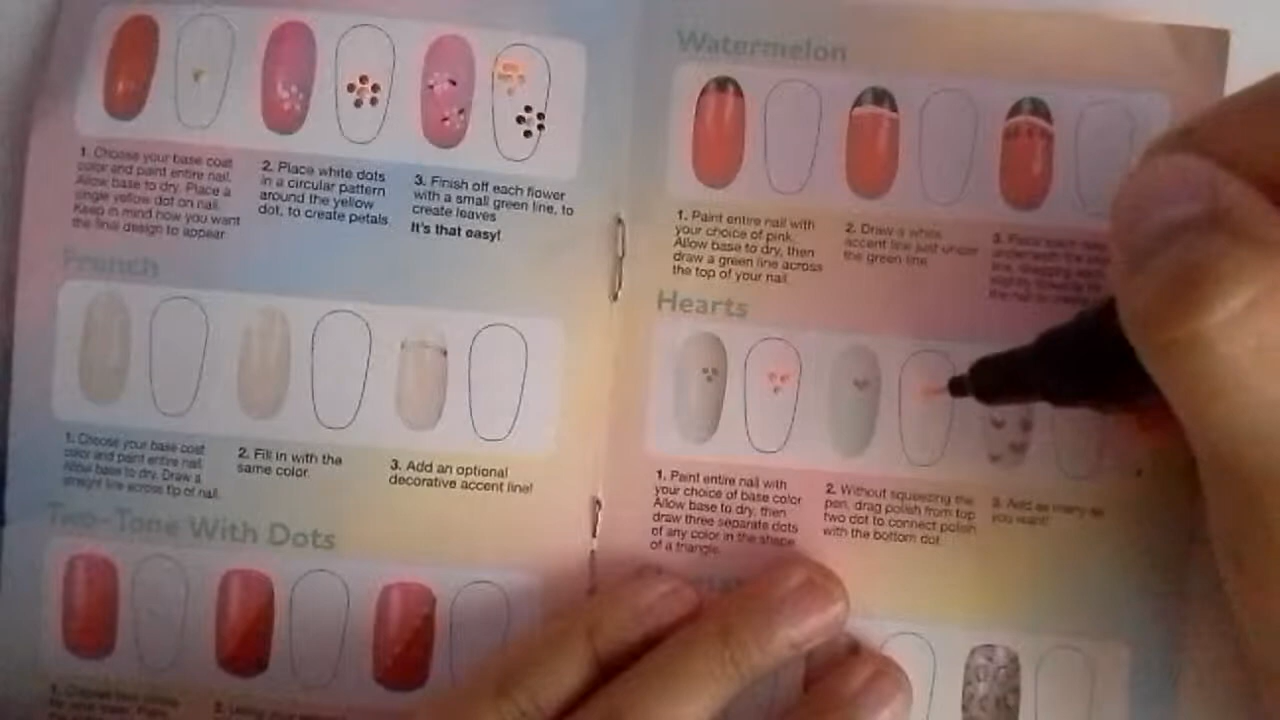 1. Choose your base coat
color and paint entire nail.
Allow base to dry. Place a
single yellow dot on nail.
Keep in mind how you want
the final design to appear
2. Place white dots
in a circular pattern
around the yellow
dot, to create petals
3. Finish off each flower
with a small green line, to
create leaves
It's that easy!
French
1. Choose your base coat
color and paint entire nail.
Allow base to dry. Draw a
straight line across tip of nail.
2. Fill in with the
same color.
3. Add an optional
decorative accent line!
Two-Tone With Dots
Watermelon
1. Paint entire nail with
your choice of pink.
Allow base to dry, then
draw a green line across
the top of your nail
2. Draw a white
accent line just under
the green line
Hearts
1. Paint entire nail with
your choice of base color
Allow base to dry, then
draw three separate dots
of any color in the shape
of a triangle.
2. Without squeezing the
pen, drag polish from top
two dot to connect polish
with the bottom dot.
3. Add as many as
you want!